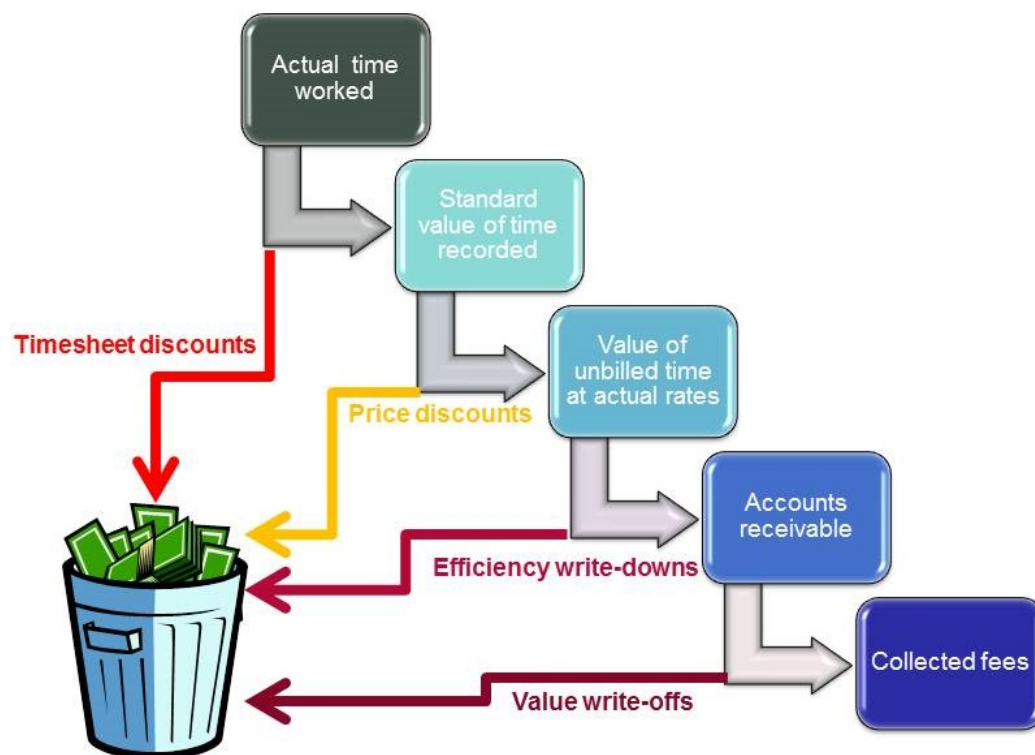 Actual time
worked
Standard
value of time
recorded
Timesheet discounts
Value of
unbilled time
at actual rates
Price discounts
Accounts
receivable
Efficiency write-downs
Collected fees
Value write-offs